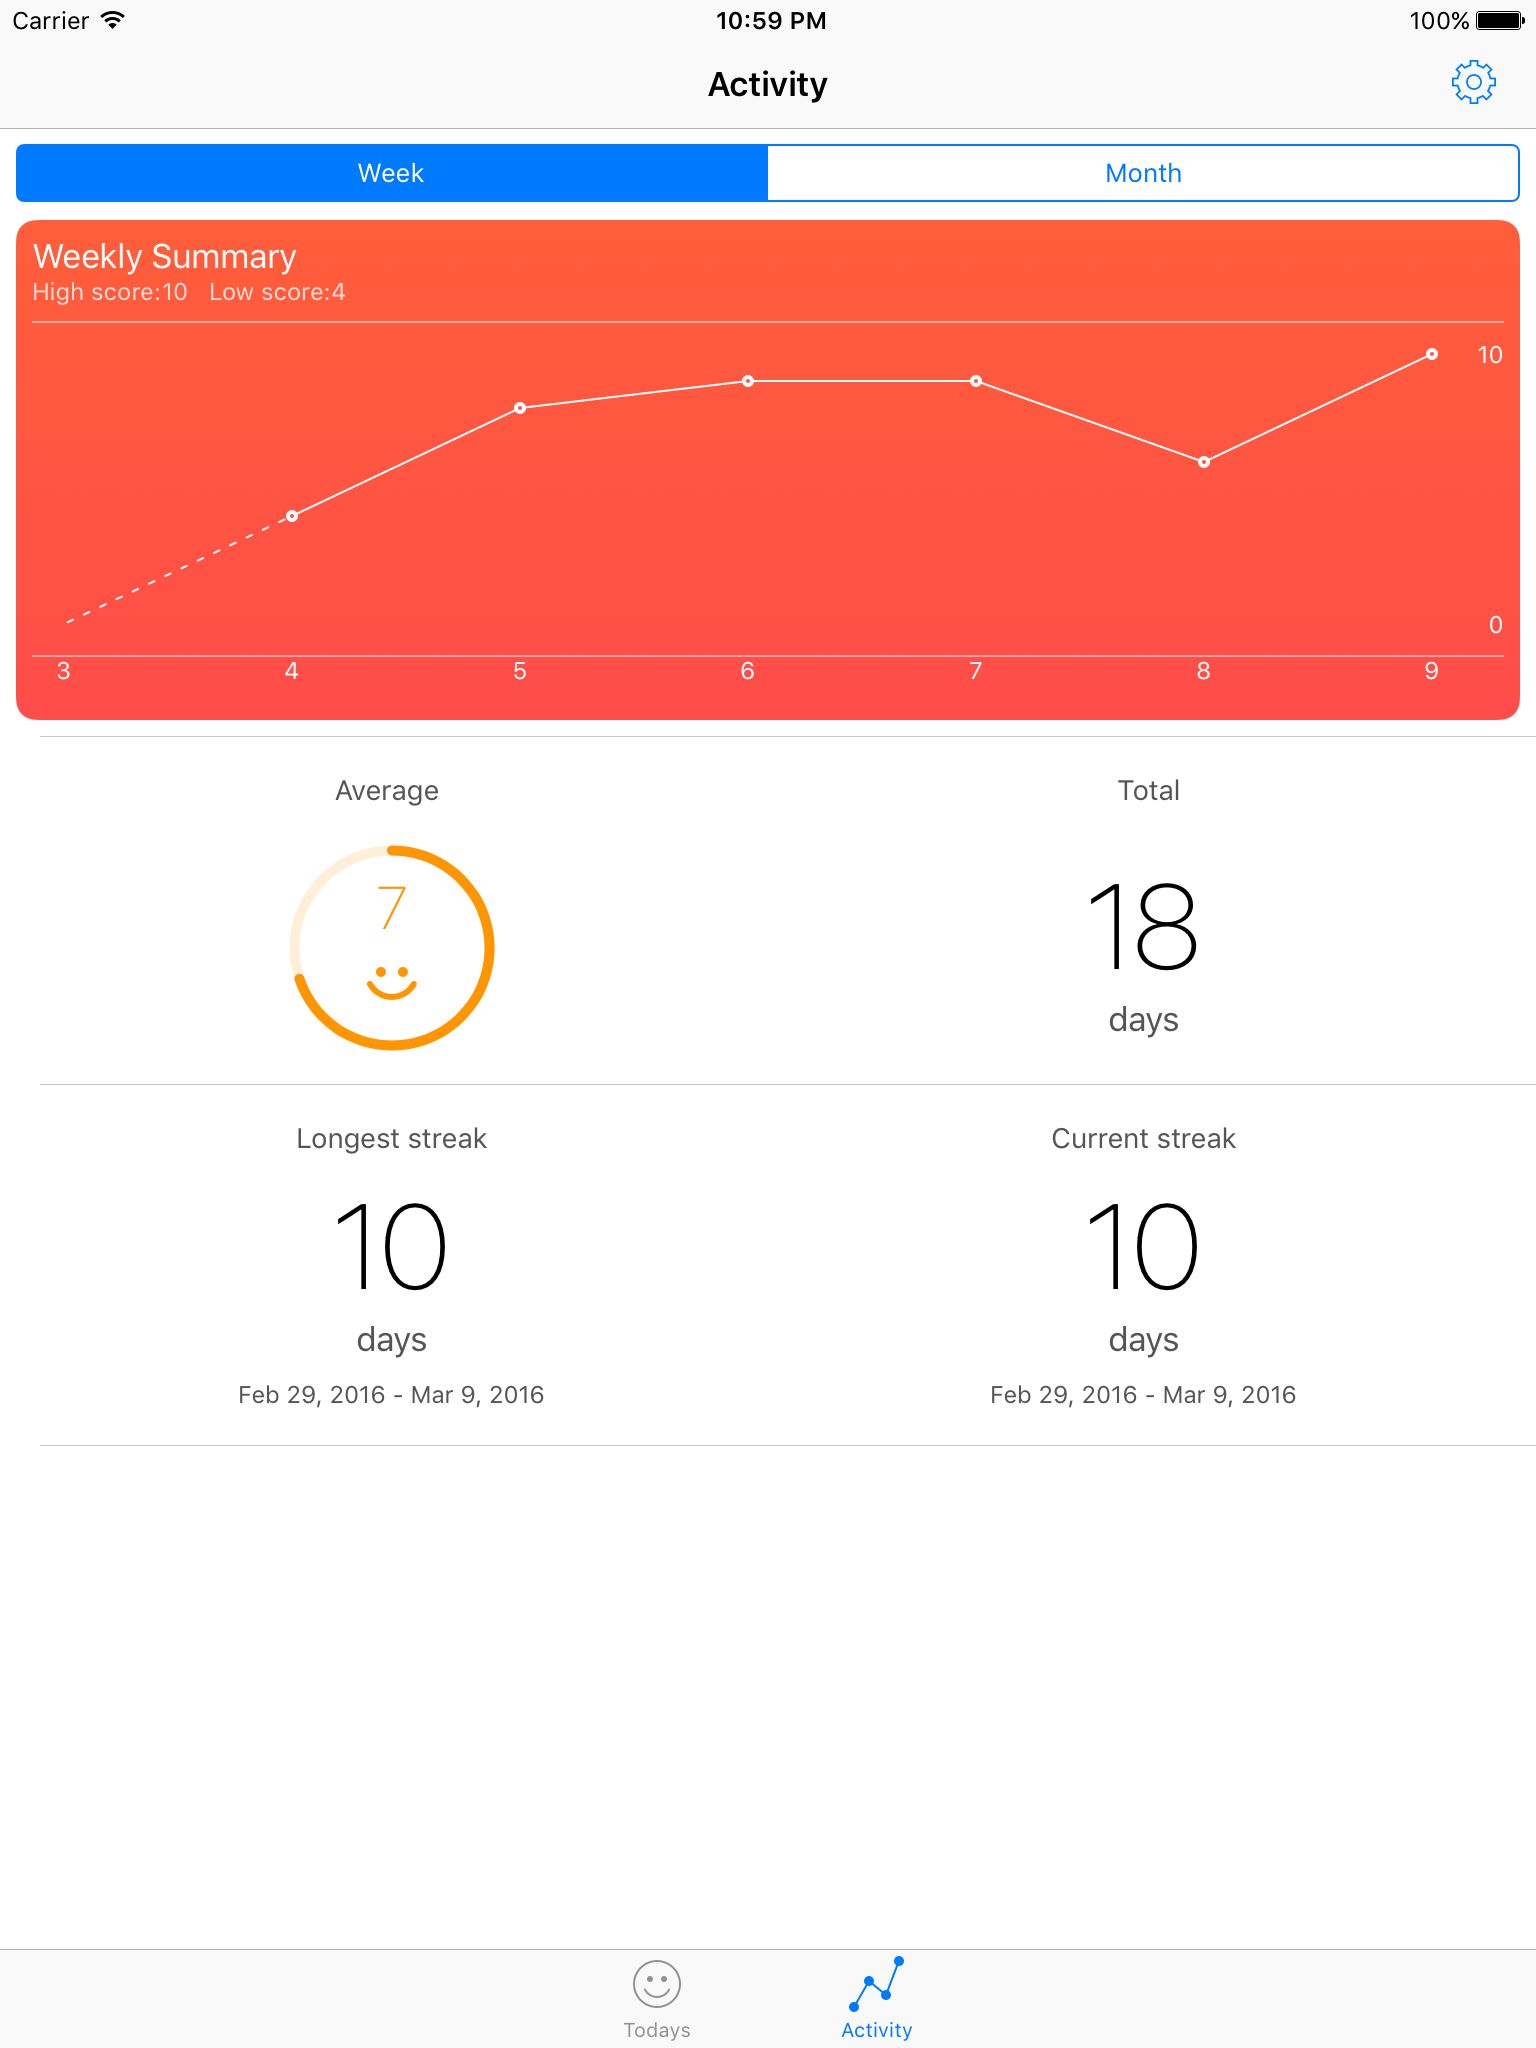 Carrier 10:59 PM 100%
Activity
Week Month
Weekly Summary
High score:10 Low score:4
10
0
3 4 5 6 7 8 9
Average Total
7
18
days
Longest streak Current streak
10 10
days days
Feb 29, 2016 - Mar 9, 2016 Feb 29, 2016 - Mar 9, 2016
Todays Activity